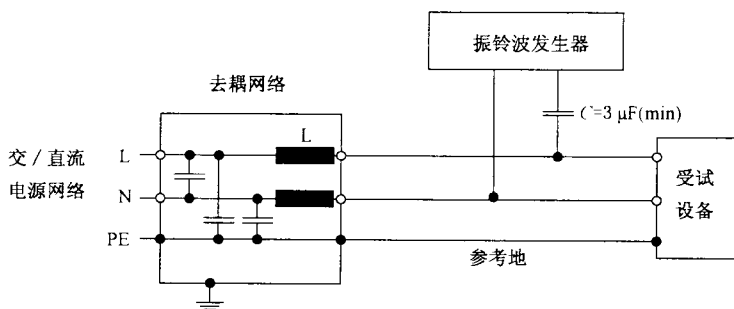 振铃波发生器
去耦网络
C=3 μF(min)
L
交／直流
电源网络
L
N
PE
受试
设备
参考地